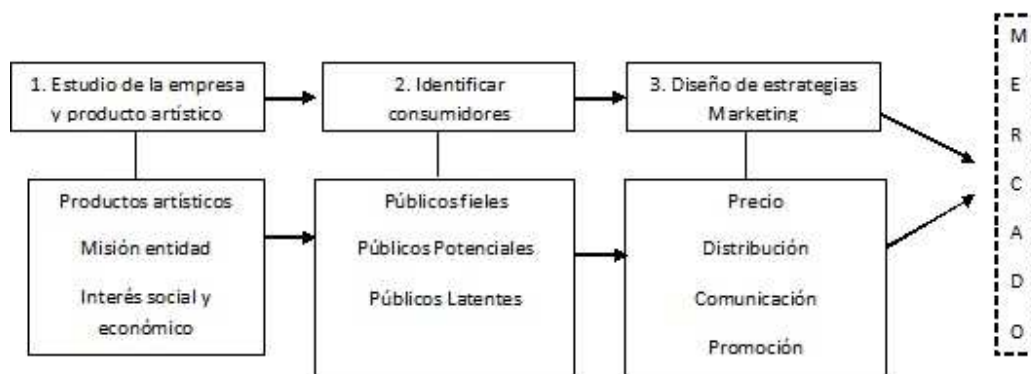 1. Estudio de la empresa
y producto artístico
2. Identificar
consumidores
3. Diseño de estrategias
Marketing
Productos artísticos
Misión entidad
Interés social y
económico
Públicos fieles
Públicos Potenciales
Públicos Latentes
Precio
Distribución
Comunicación
Promoción
M
E
R
C
A
D
O